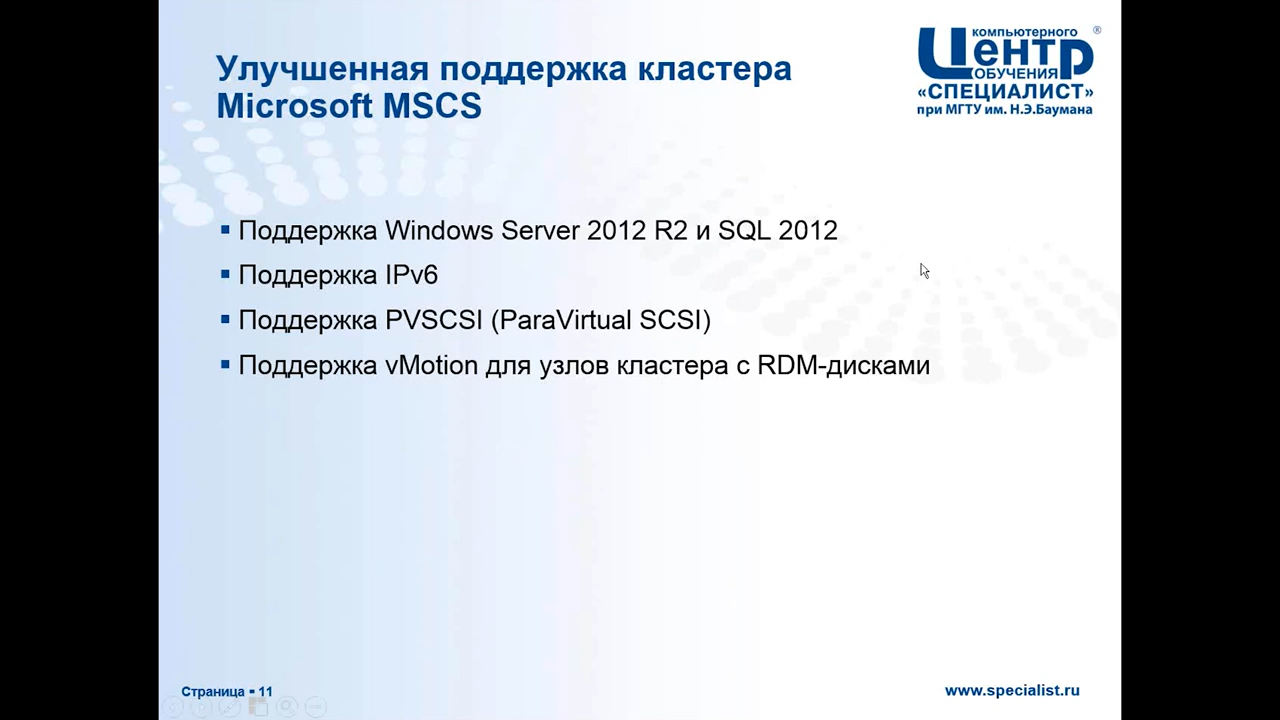 Улучшенная поддержка кластера
Microsoft MSCS
компьютерного
Центр
ОБУЧЕНИЯ
«СПЕЦИАЛИСТ»
при МГТУ им. Н.Э.Баумана
®
Поддержка Windows Server 2012 R2 и SQL 2012
Поддержка IPv6
Поддержка PVSCSI (ParaVirtual SCSI)
Поддержка vMotion для узлов кластера с RDM-дисками
Страница ▪ 11
www.specialist.ru